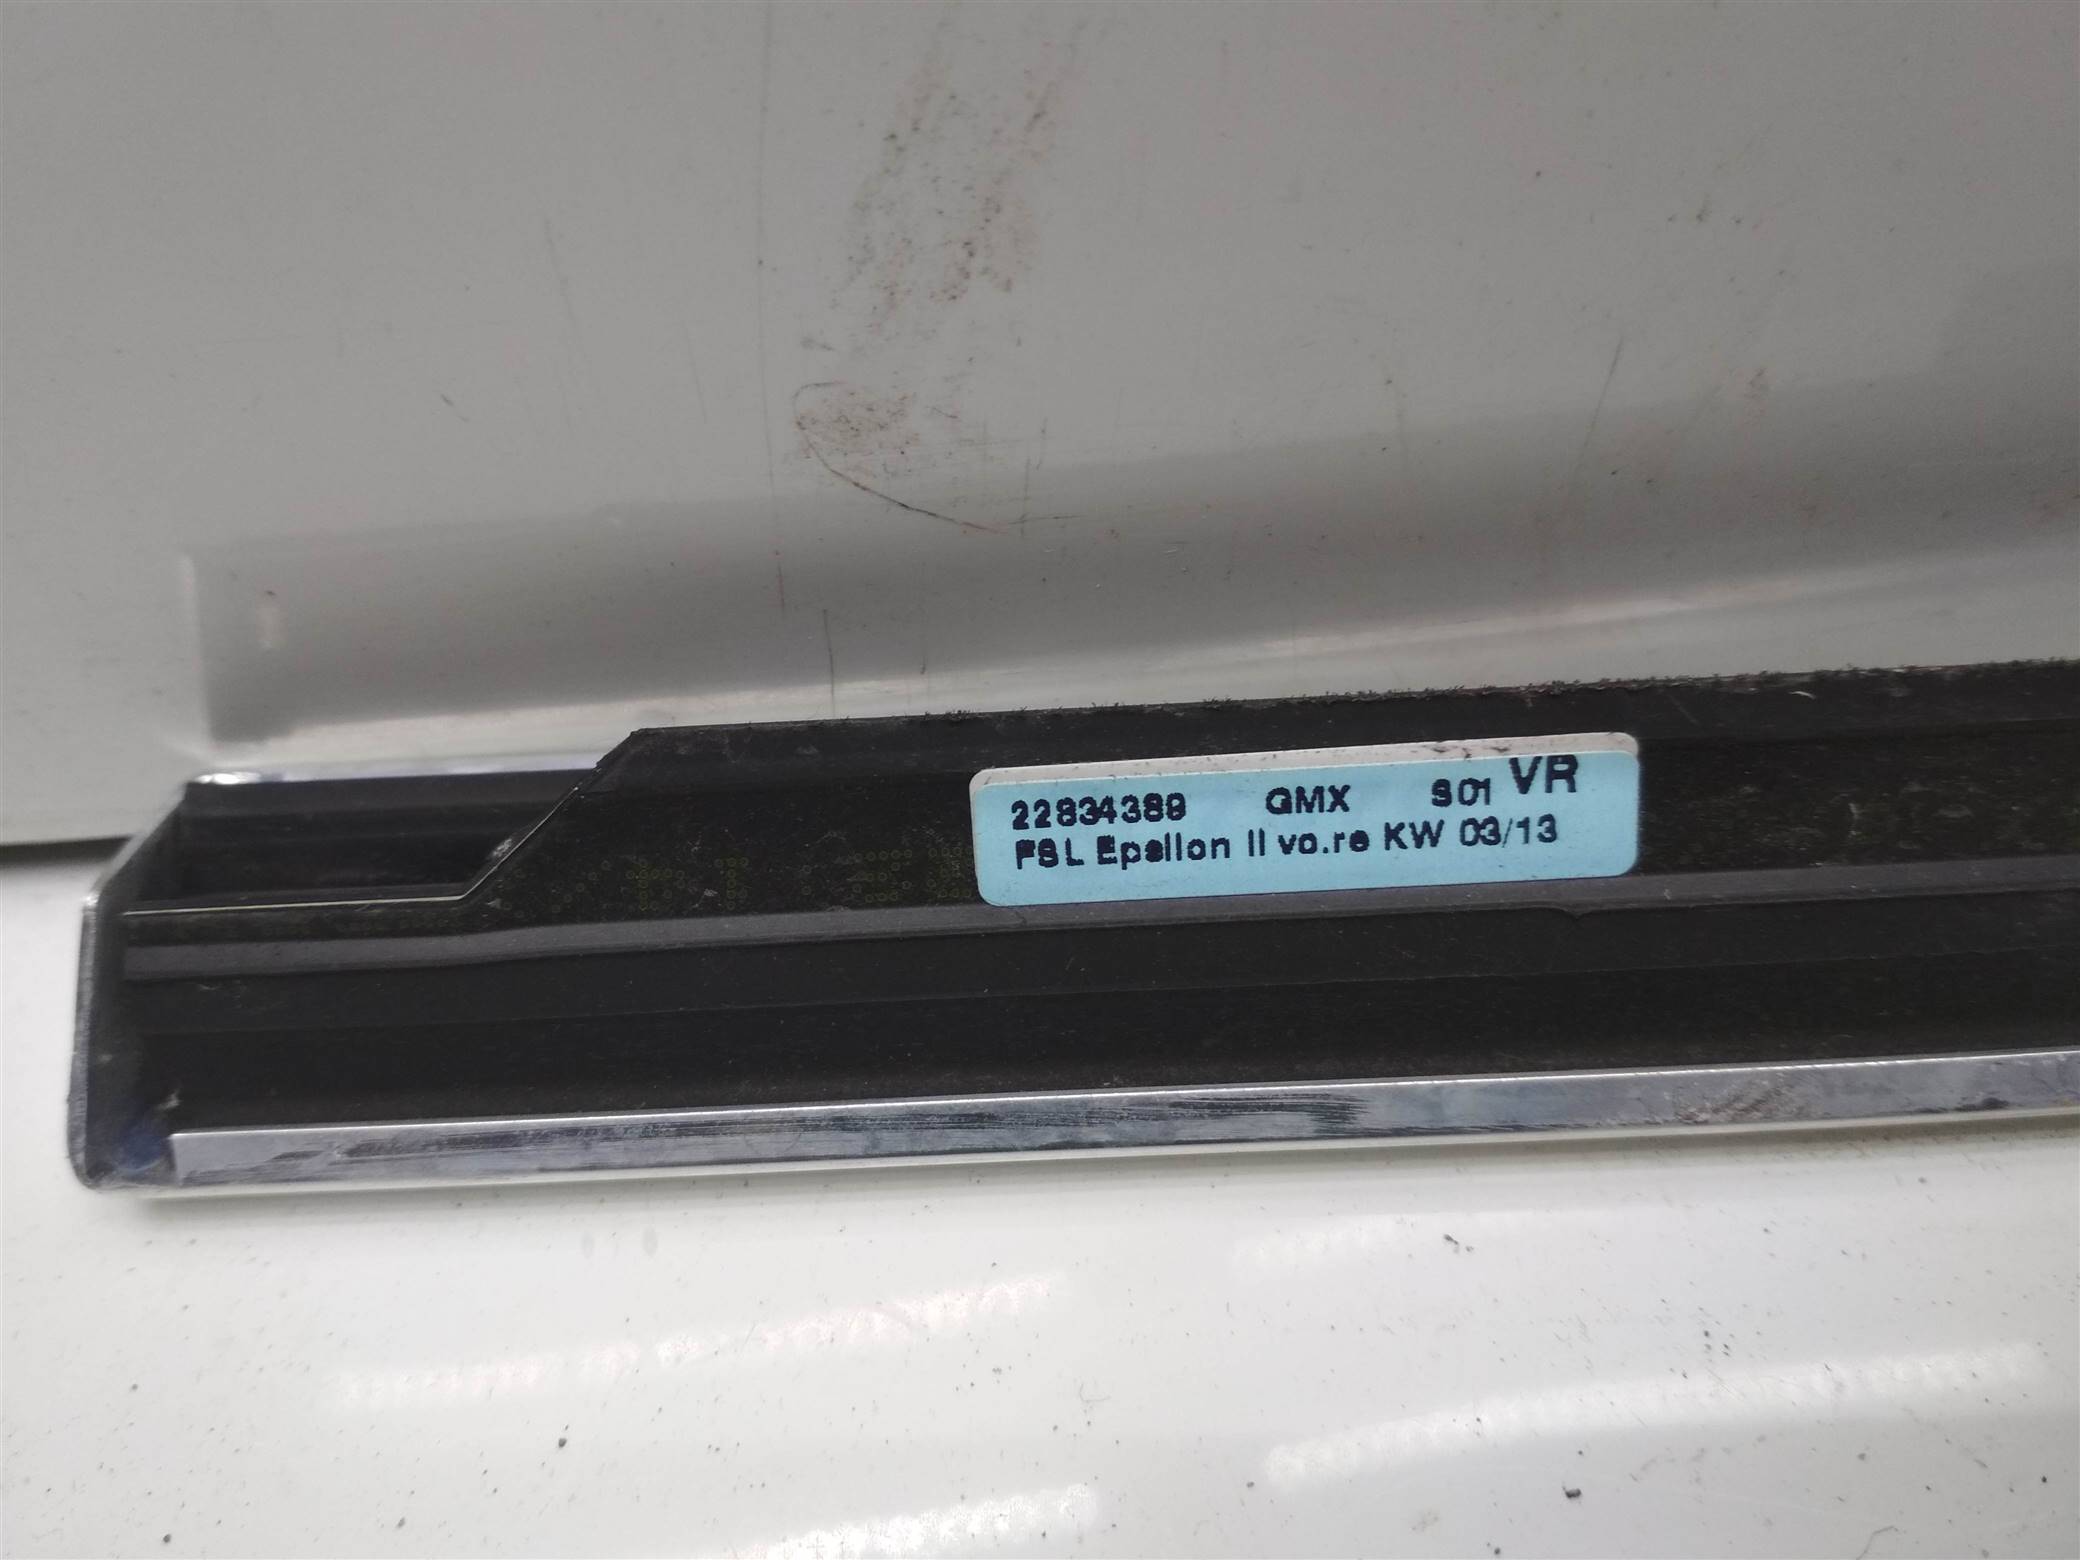 22834389 GMX S01 VR
FSL Epsilon II vo.re KW 03/13